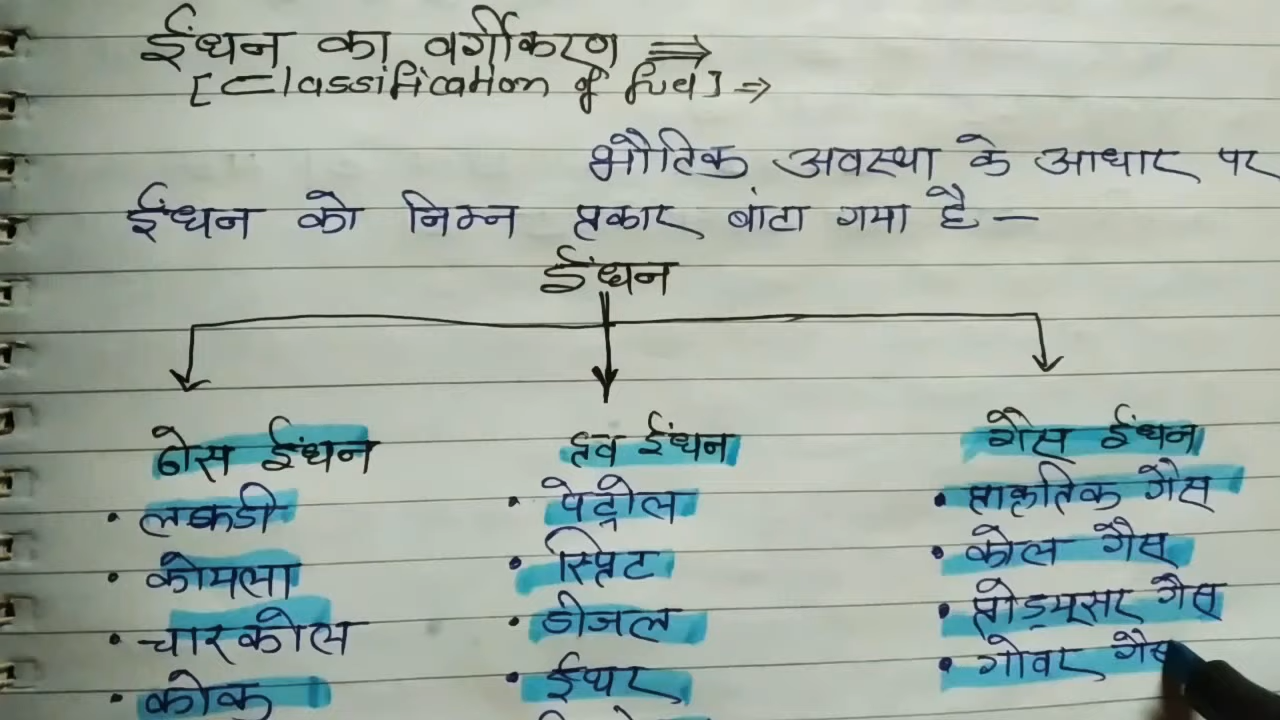 ईंधन का वर्गीकरण ⇒
[Classification of fuel] ⇒
भौतिक अवस्था के आधार पर
ईंधन को निम्न प्रकार बांटा गया है —
ईंधन
ठोस ईंधन
• लकडी
• कोयला
• चारकोल
• कोक
द्रव ईंधन
• पेट्रोल
• स्प्रिट
• डीजल
• ईथर
गैस ईंधन
• प्राकृतिक गैस
• कोल गैस
• प्रोड्यूसर गैस
• गोवर गैस